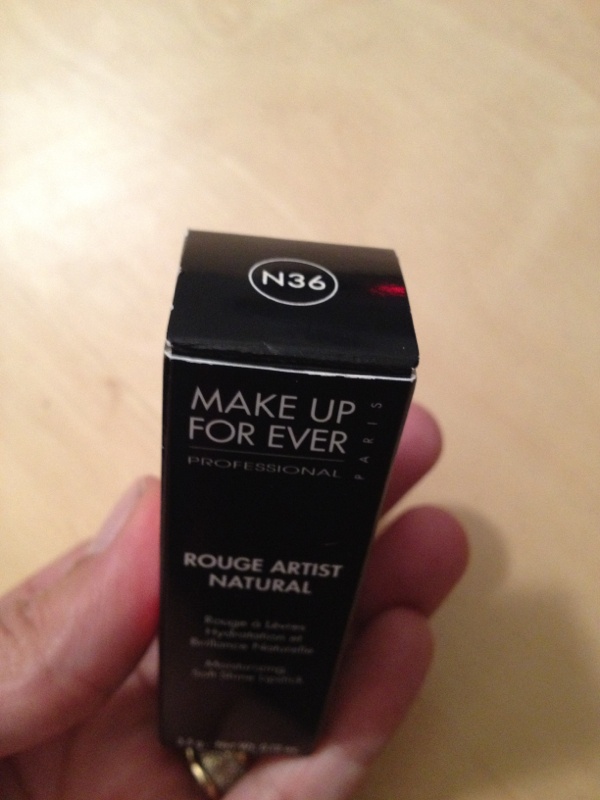 N36
MAKE UP
FOR EVER
PARIS
PROFESSIONAL
ROUGE ARTIST
NATURAL
Rouge à Lèvres
Hydratation et
Brillance Naturelle
Moisturizing
Soft Shine Lipstick